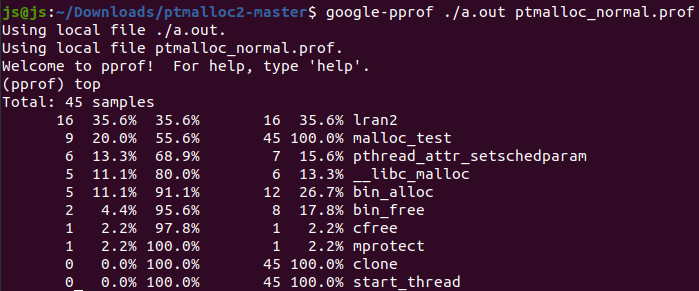 js@js:~/Downloads/ptmalloc2-master$ google-pprof ./a.out ptmalloc_normal.prof
Using local file ./a.out.
Using local file ptmalloc_normal.prof.
Welcome to pprof!  For help, type 'help'.
(pprof) top
Total: 45 samples
      16  35.6%  35.6%       16  35.6% lran2
       9  20.0%  55.6%       45 100.0% malloc_test
       6  13.3%  68.9%        7  15.6% pthread_attr_setschedparam
       5  11.1%  80.0%        6  13.3% __libc_malloc
       5  11.1%  91.1%       12  26.7% bin_alloc
       2   4.4%  95.6%        8  17.8% bin_free
       1   2.2%  97.8%        1   2.2% cfree
       1   2.2% 100.0%        1   2.2% mprotect
       0   0.0% 100.0%       45 100.0% clone
       0   0.0% 100.0%       45 100.0% start_thread